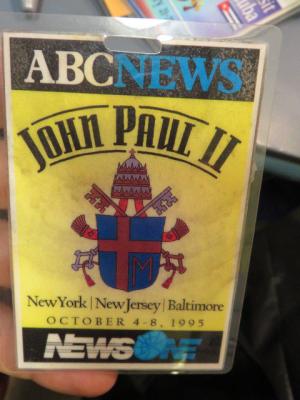 ABCNEWS
JOHN PAUL II
M
New York | New Jersey | Baltimore
OCTOBER 4-8, 1995
NEWSONE